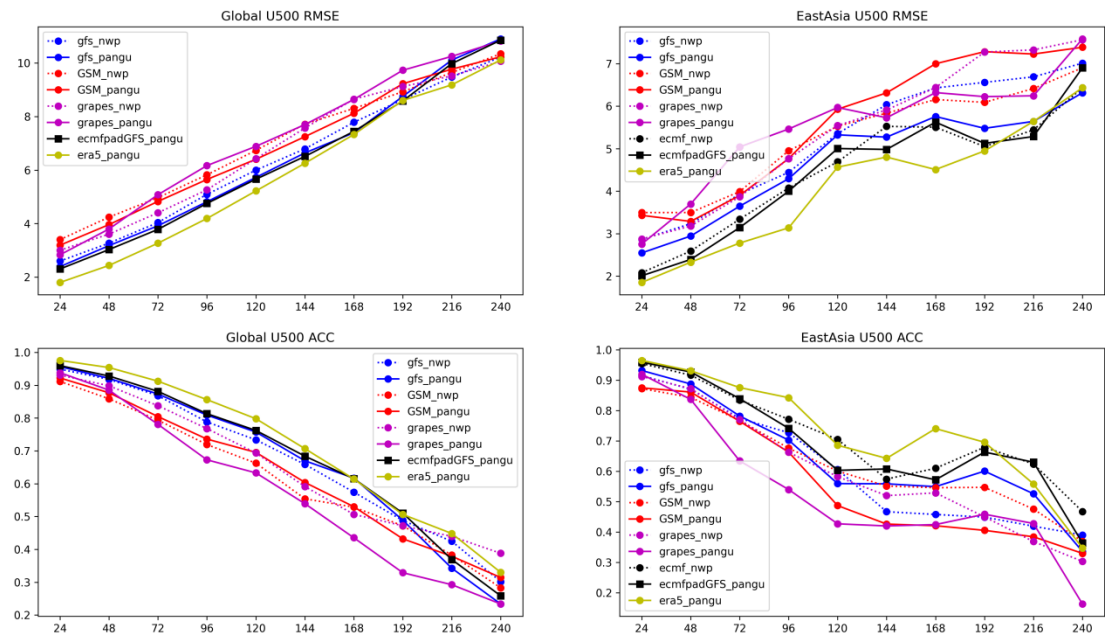 Global U500 RMSE
gfs_nwp
gfs_pangu
GSM_nwp
GSM_pangu
grapes_nwp
grapes_pangu
ecmfpadGFS_pangu
era5_pangu
10
8
6
4
2
24 48 72 96 120 144 168 192 216 240
EastAsia U500 RMSE
gfs_nwp
gfs_pangu
GSM_nwp
GSM_pangu
grapes_nwp
grapes_pangu
ecmf_nwp
ecmfpadGFS_pangu
era5_pangu
7
6
5
4
3
2
24 48 72 96 120 144 168 192 216 240
Global U500 ACC
gfs_nwp
gfs_pangu
GSM_nwp
GSM_pangu
grapes_nwp
grapes_pangu
ecmfpadGFS_pangu
era5_pangu
1.0
0.9
0.8
0.7
0.6
0.5
0.4
0.3
0.2
24 48 72 96 120 144 168 192 216 240
EastAsia U500 ACC
gfs_nwp
gfs_pangu
GSM_nwp
GSM_pangu
grapes_nwp
grapes_pangu
ecmf_nwp
ecmfpadGFS_pangu
era5_pangu
1.0
0.9
0.8
0.7
0.6
0.5
0.4
0.3
0.2
24 48 72 96 120 144 168 192 216 240